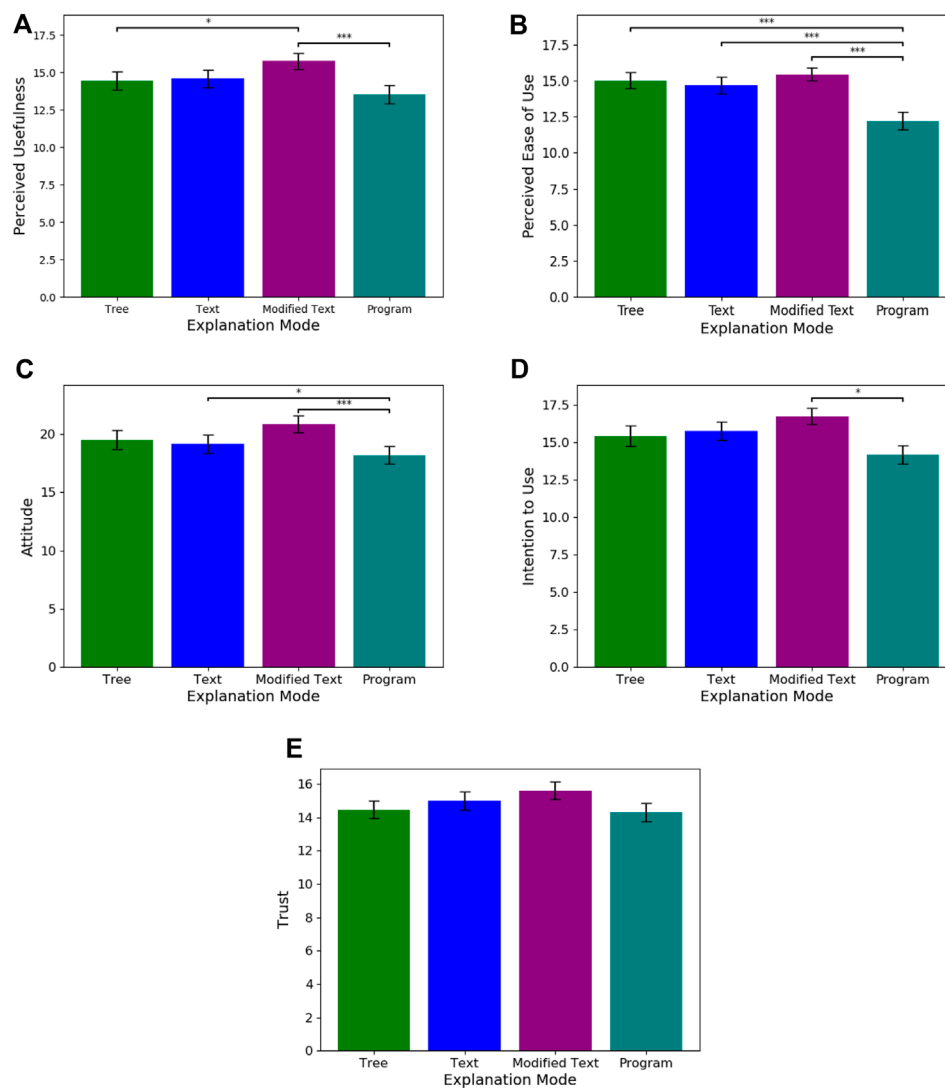 A
Perceived Usefulness
17.5
15.0
12.5
10.0
7.5
5.0
2.5
0.0
*
***
Tree Text Modified Text Program
Explanation Mode
B
Perceived Ease of Use
17.5
15.0
12.5
10.0
7.5
5.0
2.5
0.0
***
***
***
Tree Text Modified Text Program
Explanation Mode
C
Attitude
20
15
10
5
0
*
***
Tree Text Modified Text Program
Explanation Mode
D
Intention to Use
17.5
15.0
12.5
10.0
7.5
5.0
2.5
0.0
*
Tree Text Modified Text Program
Explanation Mode
E
Trust
16
14
12
10
8
6
4
2
0
Tree Text Modified Text Program
Explanation Mode